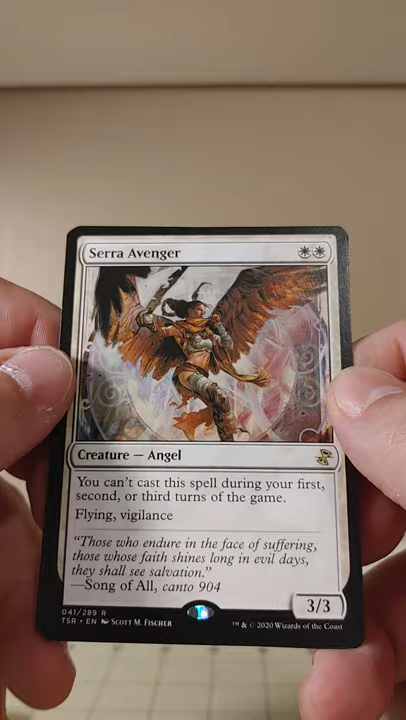 Serra Avenger
Creature — Angel
You can't cast this spell during your first,
second, or third turns of the game.
Flying, vigilance
"Those who endure in the face of suffering,
those whose faith shines long in evil days,
they shall see salvation."
—Song of All, canto 904
3/3
041/289 R
TSR • EN Scott M. Fischer
™ & © 2020 Wizards of the Coast